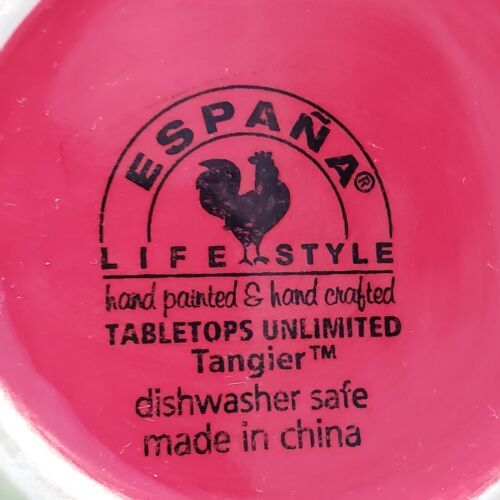 ESPAÑA®
LIFE STYLE
hand painted & hand crafted
TABLETOPS UNLIMITED
Tangier™
dishwasher safe
made in china